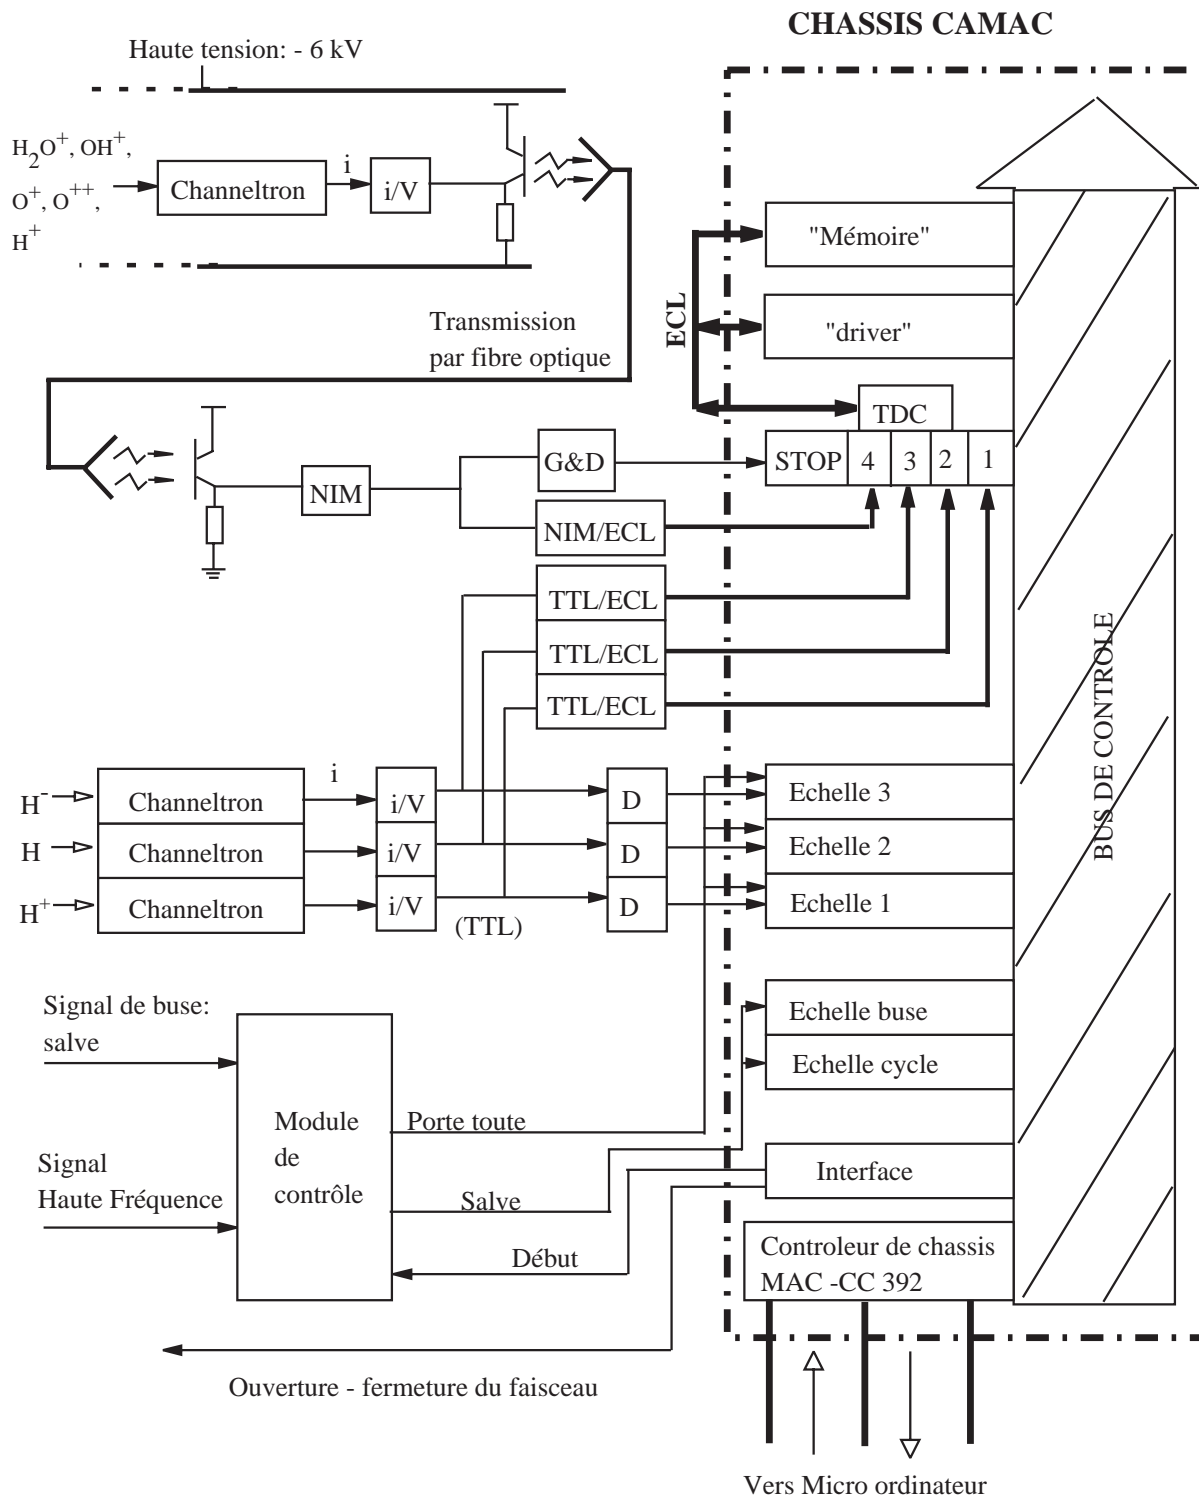 CHASSIS CAMAC
Haute tension: - 6 kV
H2O+, OH+,
O+, O++,
H+
Channeltron
i
i/V
"Mémoire"
ECL
"driver"
Transmission
par fibre optique
TDC
STOP 4 3 2 1
G&D
NIM
NIM/ECL
TTL/ECL
TTL/ECL
TTL/ECL
BUS DE CONTROLE
H-
Channeltron
i
i/V
D
Echelle 3
H
Channeltron
i/V
D
Echelle 2
H+
Channeltron
i/V
D
Echelle 1
(TTL)
Signal de buse:
salve
Echelle buse
Echelle cycle
Module
de
contrôle
Porte toute
Signal
Haute Fréquence
Salve
Début
Interface
Controleur de chassis
MAC -CC 392
Ouverture - fermeture du faisceau
Vers Micro ordinateur